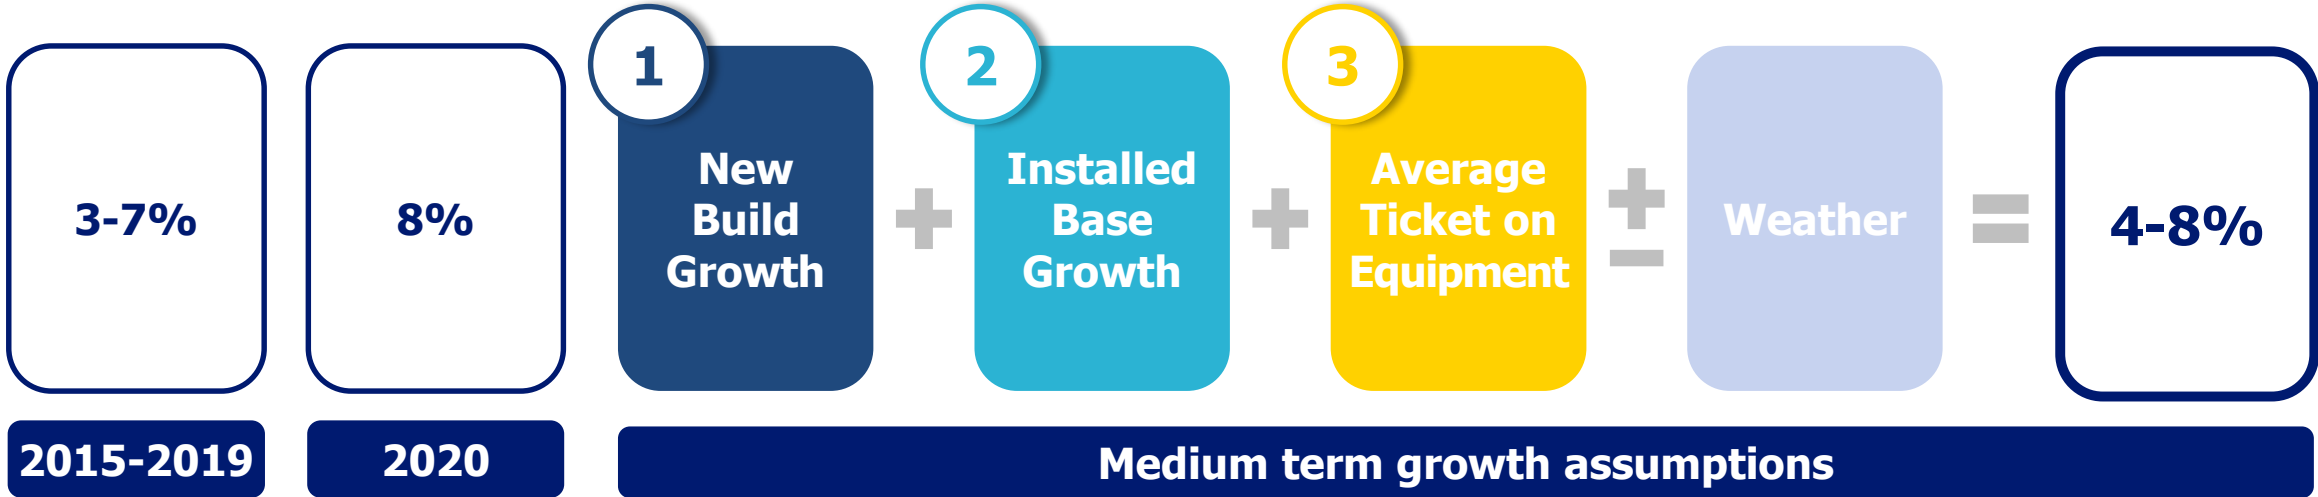 3-7%
2015-2019
8%
2020
1
New
Build
Growth
+
2
Installed
Base
Growth
+
3
Average
Ticket on
Equipment
±
Weather
=
4-8%
Medium term growth assumptions